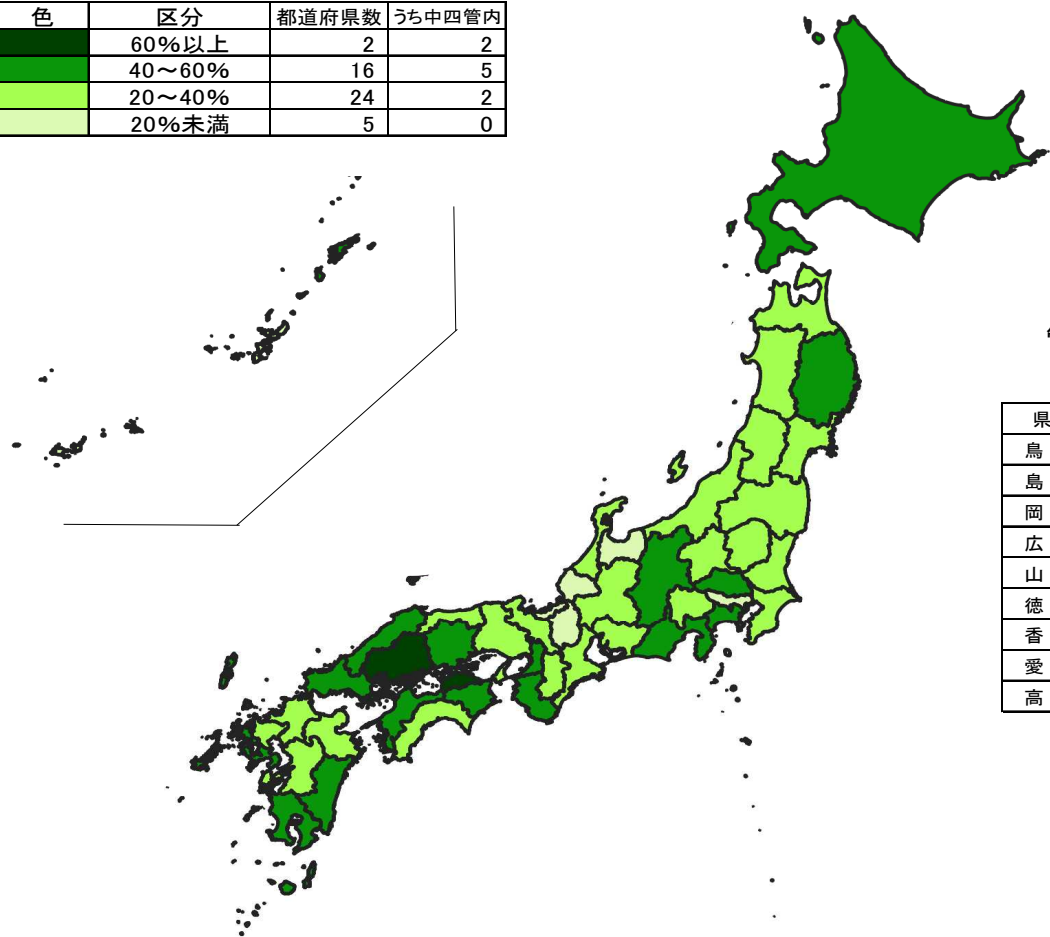 色 区分 都道府県数 うち中四管内
60%以上 2 2
40～60% 16 5
20～40% 24 2
20%未満 5 0
県
鳥
島
岡
広
山
徳
香
愛
高